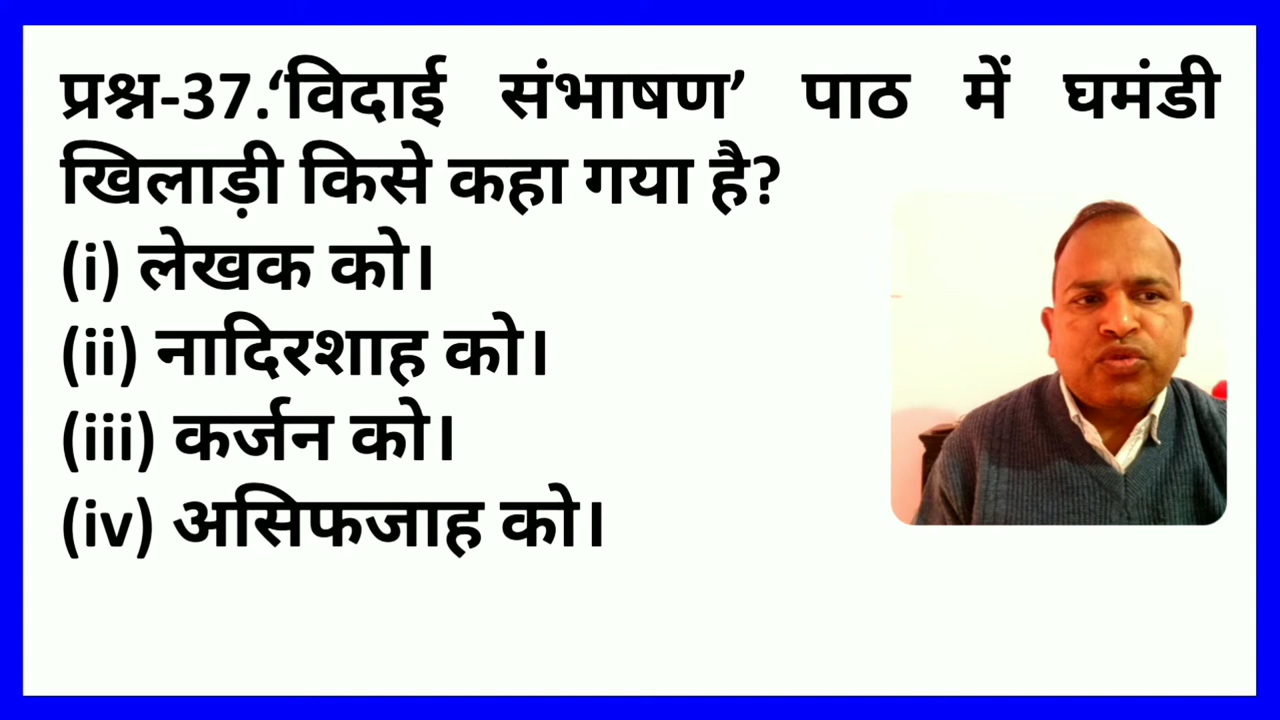 प्रश्न-37.‘विदाई संभाषण’ पाठ में घमंडी
खिलाड़ी किसे कहा गया है?
(i) लेखक को।
(ii) नादिरशाह को।
(iii) कर्जन को।
(iv) असिफजाह को।